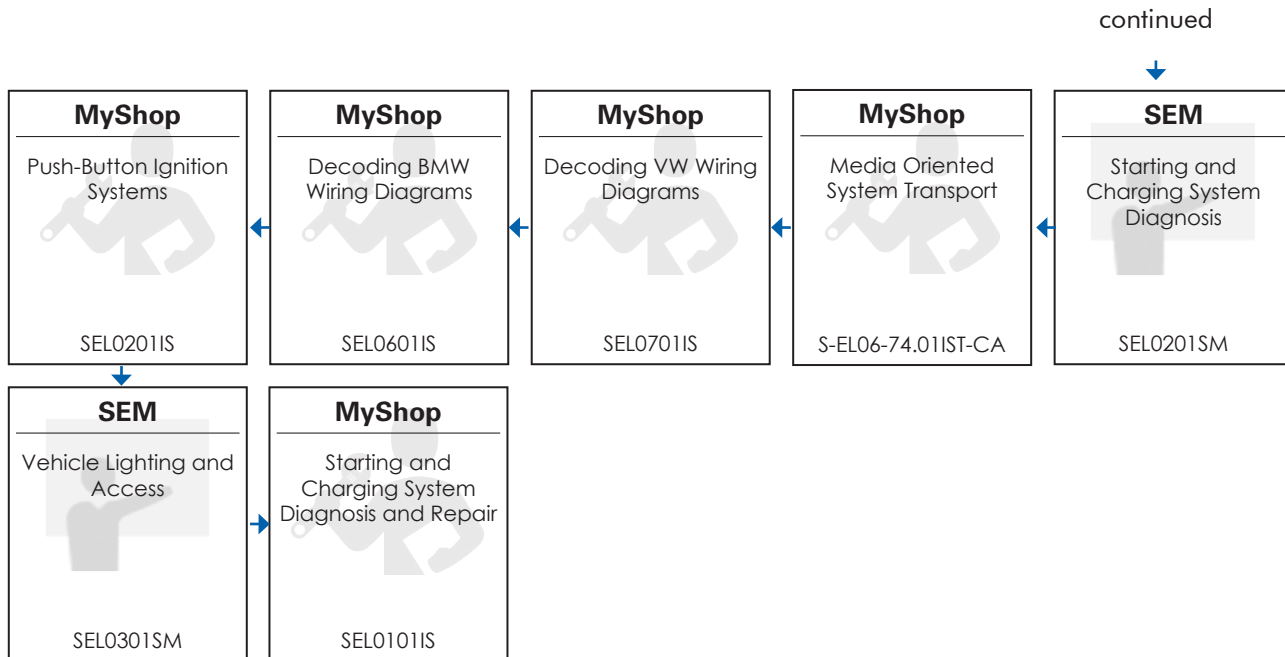 continued
MyShop
Push-Button Ignition
Systems
SEL0201IS
MyShop
Decoding BMW
Wiring Diagrams
SEL0601IS
MyShop
Decoding VW Wiring
Diagrams
SEL0701IS
MyShop
Media Oriented
System Transport
S-EL06-74.01IST-CA
SEM
Starting and
Charging System
Diagnosis
SEL0201SM
SEM
Vehicle Lighting and
Access
SEL0301SM
MyShop
Starting and
Charging System
Diagnosis and Repair
SEL0101IS